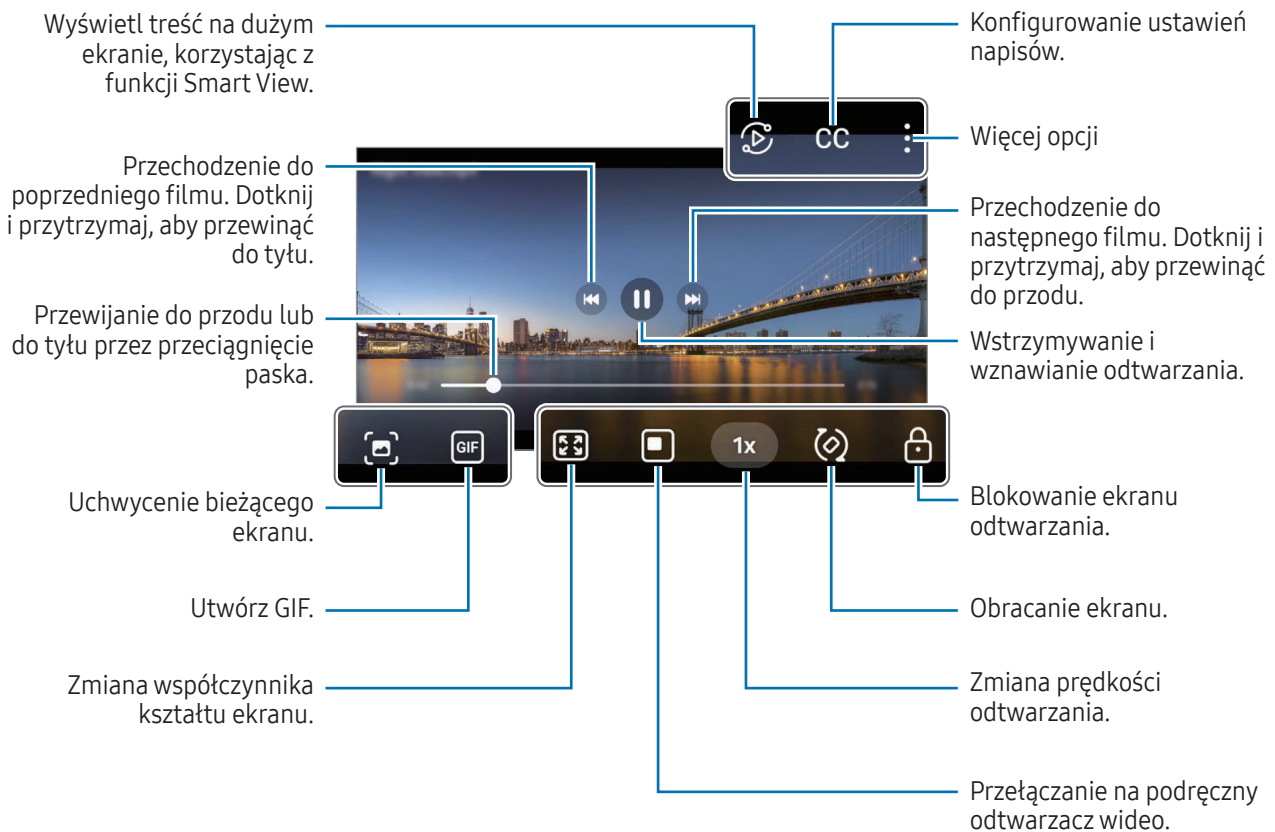 Wyświetl treść na dużym
ekranie, korzystając z
funkcji Smart View.
Konfigurowanie ustawień
napisów.
CC
Więcej opcji
Przechodzenie do
poprzedniego filmu. Dotknij
i przytrzymaj, aby przewinąć
do tyłu.
Przechodzenie do
następnego filmu. Dotknij i
przytrzymaj, aby przewinąć
do przodu.
Przewijanie do przodu lub
do tyłu przez przeciągnięcie
paska.
Wstrzymywanie i
wznawianie odtwarzania.
GIF
1x
Uchwycenie bieżącego
ekranu.
Blokowanie ekranu
odtwarzania.
Utwórz GIF.
Obracanie ekranu.
Zmiana współczynnika
kształtu ekranu.
Zmiana prędkości
odtwarzania.
Przełączanie na podręczny
odtwarzacz wideo.